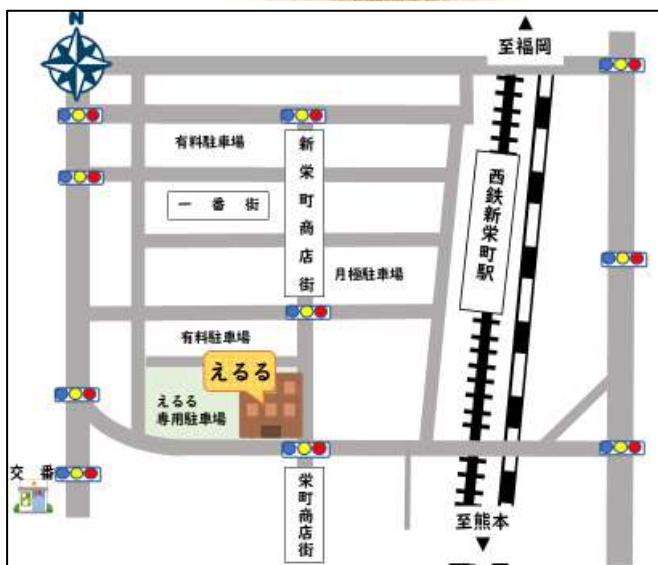 N
至福岡
有料駐車場
新栄町商店街
一番街
西鉄新栄町駅
月極駐車場
有料駐車場
えるる
えるる
専用駐車場
交番
栄町商店街
至熊本